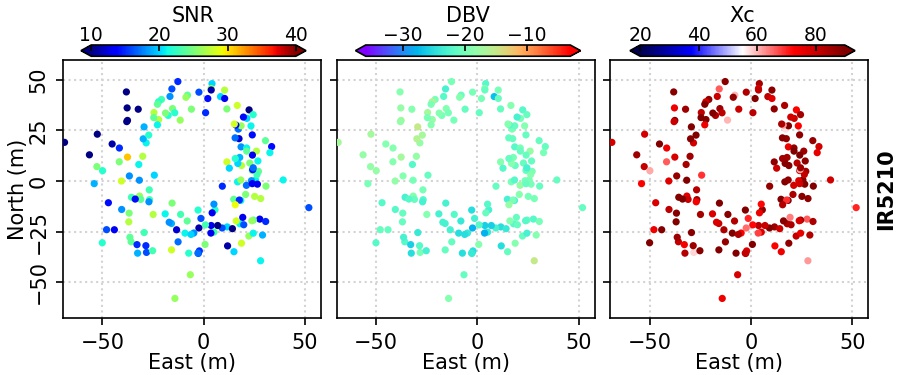 SNR DBV Xc
10 20 30 40 −30 −20 −10 20 40 60 80
50
25
0
−25
−50
North (m)
−50 0 50 −50 0 50 −50 0 50
East (m) East (m) East (m)
IR5210